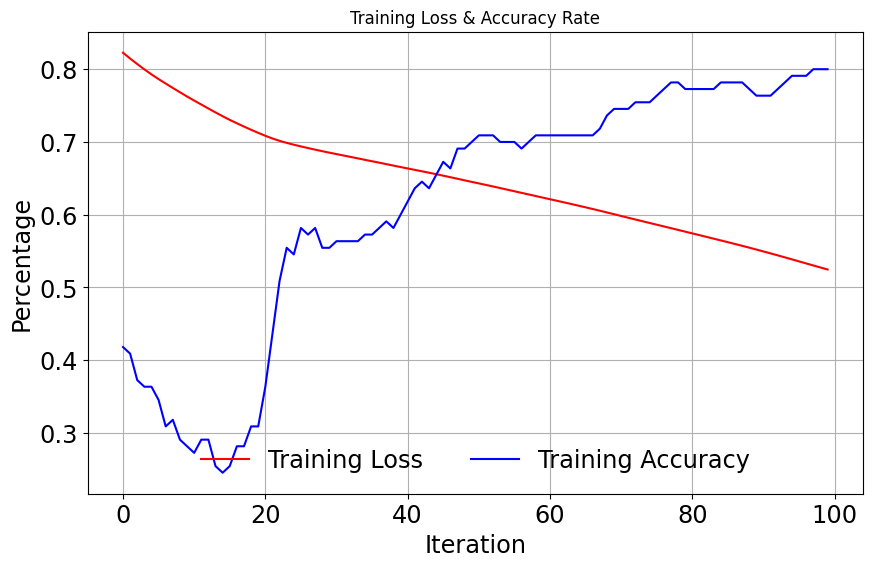 Training Loss & Accuracy Rate
Percentage
0.8
0.7
0.6
0.5
0.4
0.3
Training Loss Training Accuracy
0 20 40 60 80 100
Iteration